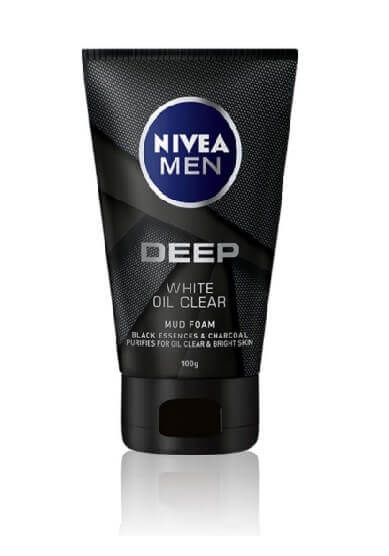 NIVEA
MEN
DEEP
WHITE
OIL CLEAR
MUD FOAM
BLACK ESSENCES & CHARCOAL
PURIFIES FOR OIL CLEAR & BRIGHT SKIN
100g